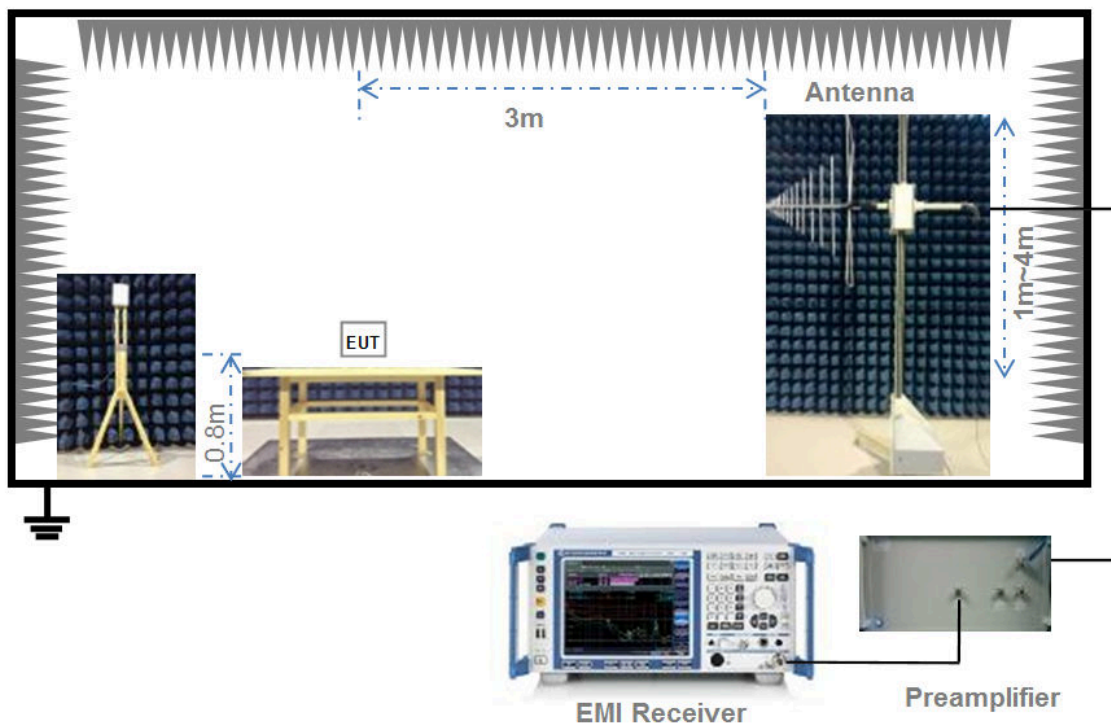 Antenna
3m
1m~4m
EUT
0.8m
EMI Receiver
Preamplifier